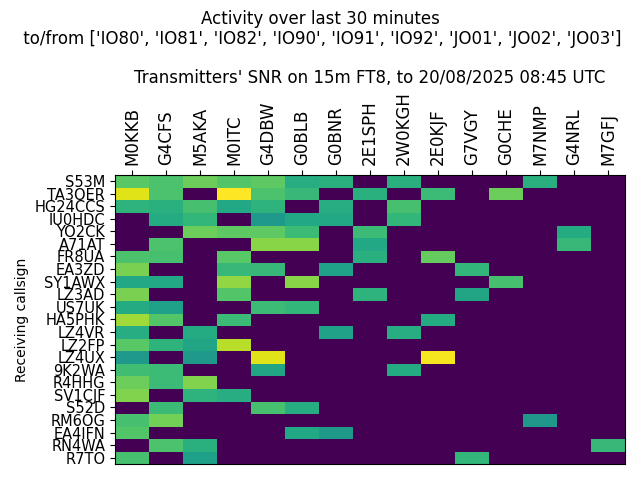 Activity over last 30 minutes
to/from ['IO80', 'IO81', 'IO82', 'IO90', 'IO91', 'IO92', 'JO01', 'JO02', 'JO03']
Transmitters' SNR on 15m FT8, to 20/08/2025 08:45 UTC
M0KKB
G4CFS
M5AKA
M0ITC
G4DBW
G0BLB
G0BNR
2E1SPH
2W0KGH
2E0KJF
G7VGY
G0CHE
M7NMP
G4NRL
M7GFJ
Receiving callsign
S53M
TA3OER
HG24CCS
IU0HDC
YO2CK
A71AT
FR8UA
EA3ZD
SY1AWX
LZ3AD
US7UK
HA5PHK
LZ4VR
LZ2FP
LZ4UX
9K2WA
R4HHG
SV1CIF
S52D
RM6OG
EA4IFN
RN4WA
R7TO